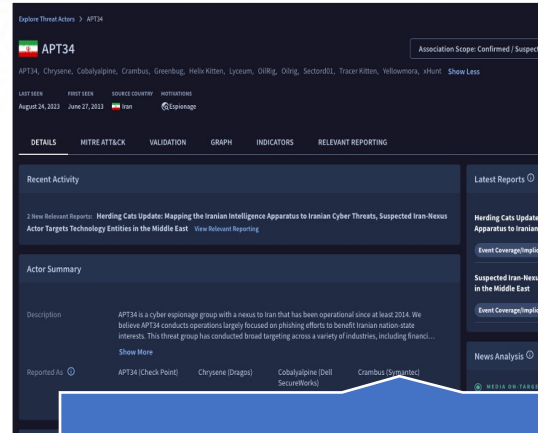 Explore Threat Actors > APT34
APT34
Association Scope: Confirmed / Suspect
APT34, Chrysene, Cobalyalpine, Crambus, Greenbug, Helix Kitten, Lyceum, OilRig, Oilrig, Sectord01, Tracer Kitten, Yellowmora, xHunt Show Less
LAST SEEN FIRST SEEN SOURCE COUNTRY MOTIVATIONS
August 24, 2023 June 27, 2013 Iran Espionage
DETAILS MITRE ATT&CK VALIDATION GRAPH INDICATORS RELEVANT REPORTING
Recent Activity
2 New Relevant Reports: Herding Cats Update: Mapping the Iranian Intelligence Apparatus to Iranian Cyber Threats, Suspected Iran-Nexus
Actor Targets Technology Entities in the Middle East View Relevant Reporting
Actor Summary
Description
APT34 is a cyber espionage group with a nexus to Iran that has been operational since at least 2014. We
believe APT34 conducts operations largely focused on phishing efforts to benefit Iranian nation-state
interests. This threat group has conducted broad targeting across a variety of industries, including financi...
Show More
Reported As APT34 (Check Point) Chrysene (Dragos) Cobalyalpine (Dell Crambus (Symantec)
SecureWorks)
Latest Reports
Herding Cats Update
Apparatus to Iranian
Event Coverage/Implic
Suspected Iran-Nexu
in the Middle East
Event Coverage/Implic
News Analysis
MEDIA ON-TARGE